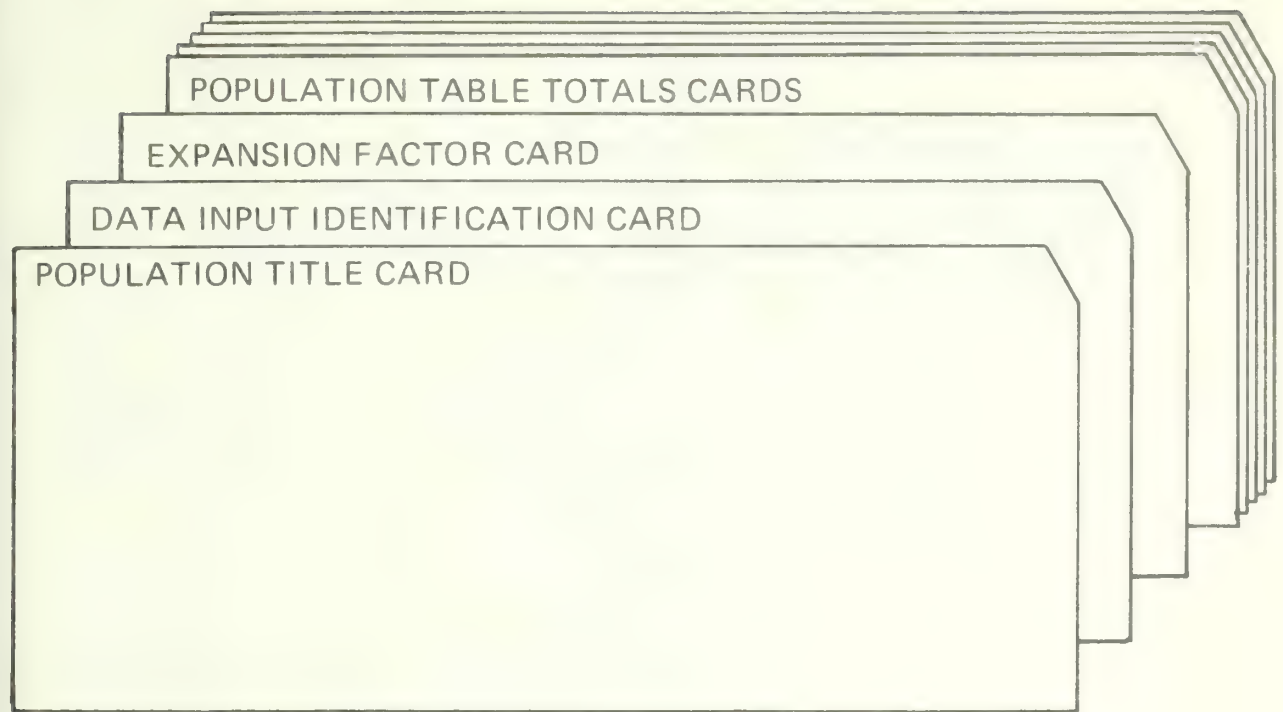 POPULATION TABLE TOTALS CARDS
EXPANSION FACTOR CARD
DATA INPUT IDENTIFICATION CARD
POPULATION TITLE CARD